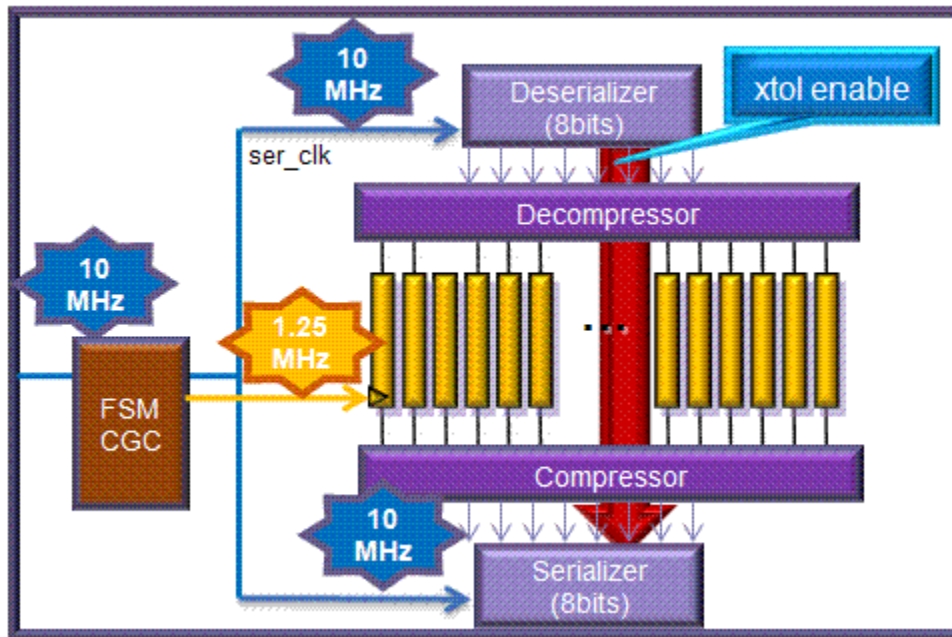 10
MHz
Deserializer
(8bits)
xtol enable
ser_clk
Decompressor
10
MHz
1.25
MHz
...
FSM
CGC
Compressor
10
MHz
Serializer
(8bits)